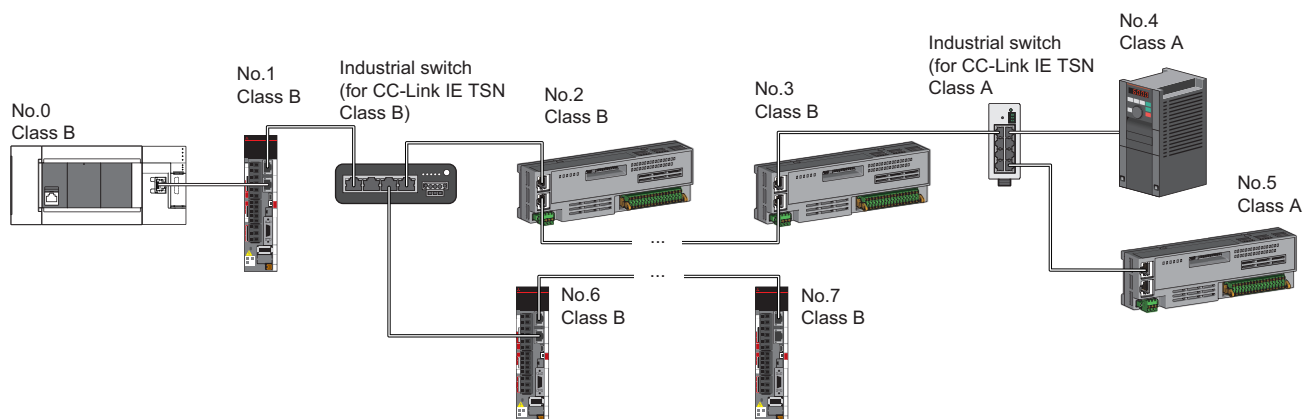 No.0
Class B
No.1
Class B
Industrial switch
(for CC-Link IE TSN
Class B)
No.2
Class B
No.3
Class B
Industrial switch
(for CC-Link IE TSN
Class A)
No.4
Class A
No.5
Class A
...
...
No.6
Class B
No.7
Class B